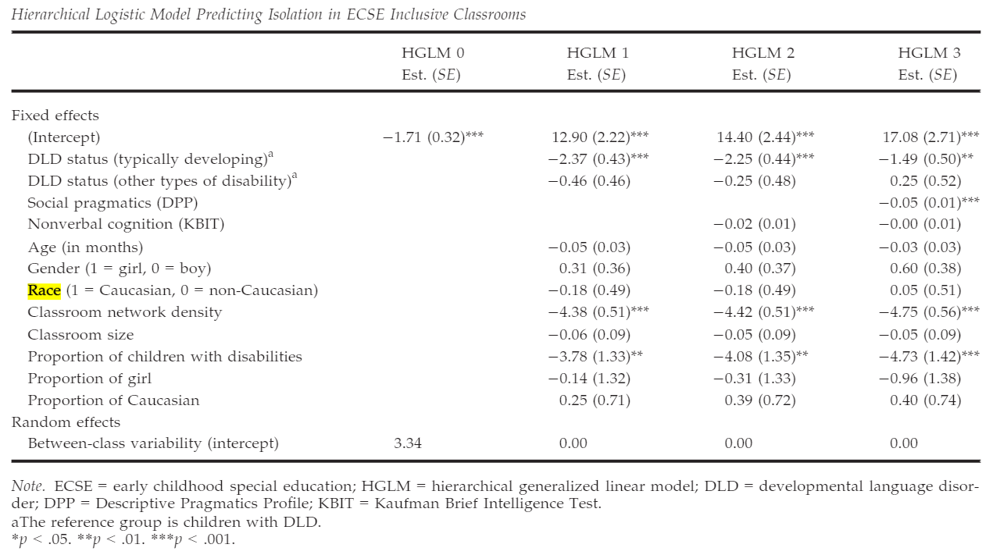 Hierarchical Logistic Model Predicting Isolation in ECSE Inclusive Classrooms
HGLM 0 HGLM 1 HGLM 2 HGLM 3
Est. (SE) Est. (SE) Est. (SE) Est. (SE)
Fixed effects
(Intercept) −1.71 (0.32)*** 12.90 (2.22)*** 14.40 (2.44)*** 17.08 (2.71)***
DLD status (typically developing)a −2.37 (0.43)*** −2.25 (0.44)*** −1.49 (0.50)**
DLD status (other types of disability)a −0.46 (0.46) −0.25 (0.48) 0.25 (0.52)
Social pragmatics (DPP) −0.05 (0.01)***
Nonverbal cognition (KBIT) −0.02 (0.01) −0.00 (0.01)
Age (in months) −0.05 (0.03) −0.05 (0.03) −0.03 (0.03)
Gender (1 = girl, 0 = boy) 0.31 (0.36) 0.40 (0.37) 0.60 (0.38)
Race (1 = Caucasian, 0 = non-Caucasian) −0.18 (0.49) −0.18 (0.49) 0.05 (0.51)
Classroom network density −4.38 (0.51)*** −4.42 (0.51)*** −4.75 (0.56)***
Classroom size −0.06 (0.09) −0.05 (0.09) −0.05 (0.09)
Proportion of children with disabilities −3.78 (1.33)** −4.08 (1.35)** −4.73 (1.42)***
Proportion of girl −0.14 (1.32) −0.31 (1.33) −0.96 (1.38)
Proportion of Caucasian 0.25 (0.71) 0.39 (0.72) 0.40 (0.74)
Random effects
Between-class variability (intercept) 3.34 0.00 0.00 0.00
Note. ECSE = early childhood special education; HGLM = hierarchical generalized linear model; DLD = developmental language disor-
der; DPP = Descriptive Pragmatics Profile; KBIT = Kaufman Brief Intelligence Test.
aThe reference group is children with DLD.
*p < .05. **p < .01. ***p < .001.